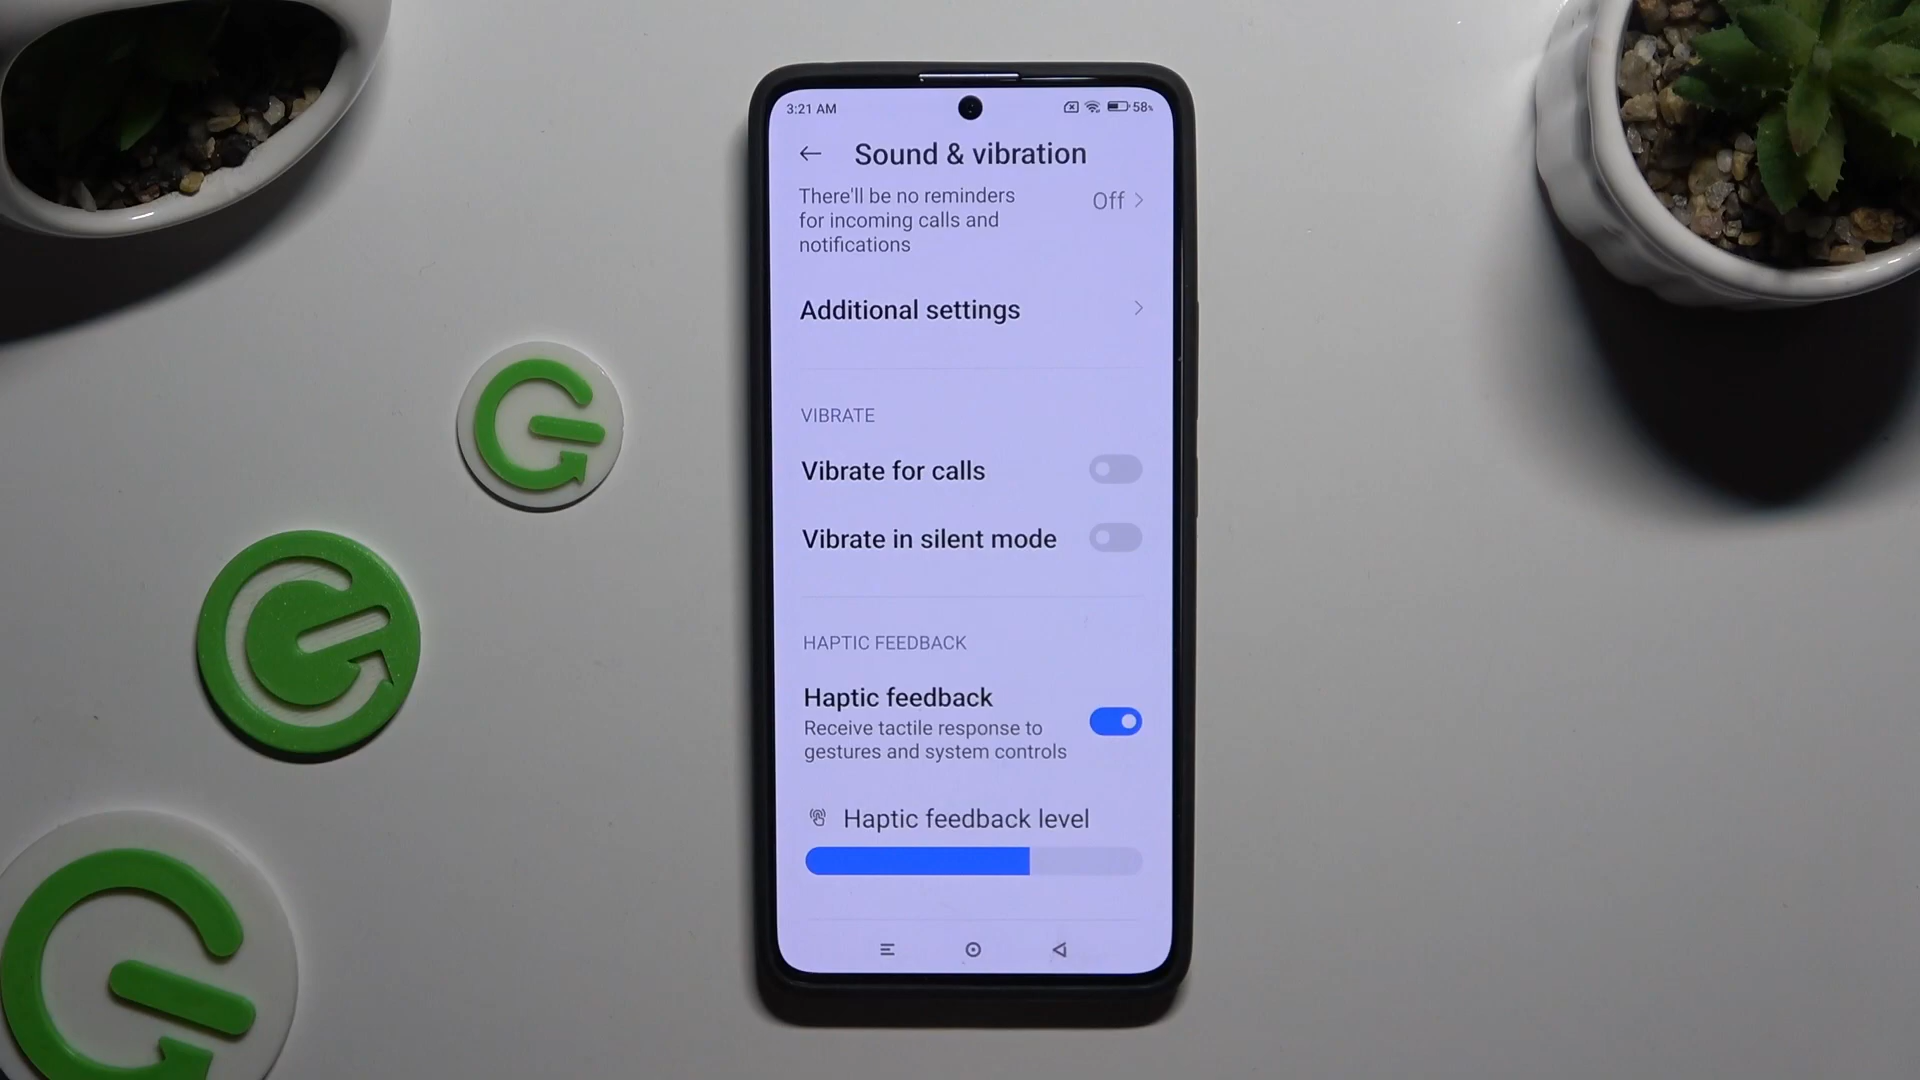 3:21 AM
58%
Sound & vibration
There'll be no reminders
for incoming calls and
notifications
Off
Additional settings
VIBRATE
Vibrate for calls
Vibrate in silent mode
HAPTIC FEEDBACK
Haptic feedback
Receive tactile response to
gestures and system controls
Haptic feedback level